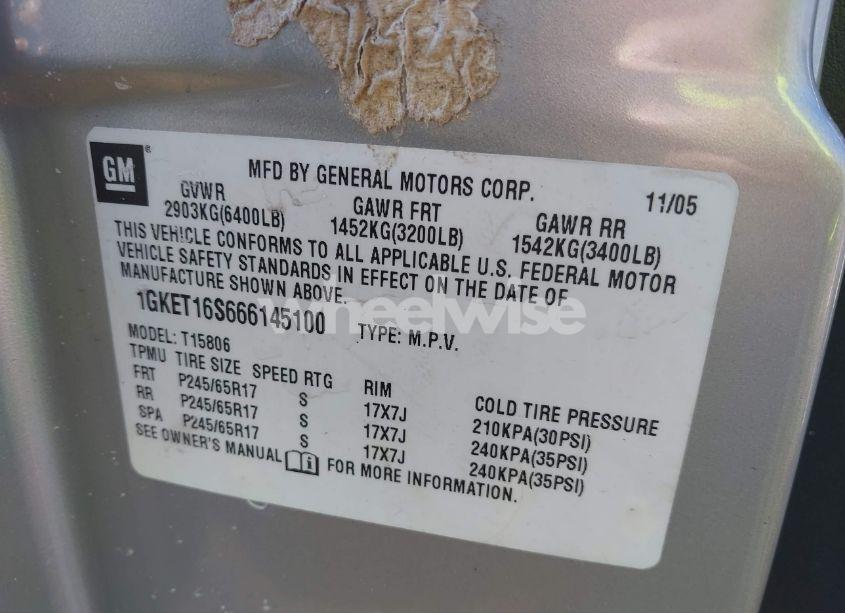 GM
MFD BY GENERAL MOTORS CORP. 11/05
GVWR GAWR FRT GAWR RR
2903KG(6400LB) 1452KG(3200LB) 1542KG(3400LB)
THIS VEHICLE CONFORMS TO ALL APPLICABLE U.S. FEDERAL MOTOR
VEHICLE SAFETY STANDARDS IN EFFECT ON THE DATE OF
MANUFACTURE SHOWN ABOVE.
1GKET16S666145100 TYPE: M.P.V.
wheelwise
MODEL: T15806
TPMU TIRE SIZE SPEED RTG RIM COLD TIRE PRESSURE
FRT P245/65R17 S 17X7J 210KPA(30PSI)
RR P245/65R17 S 17X7J 240KPA(35PSI)
SPA P245/65R17 S 17X7J 240KPA(35PSI)
SEE OWNER'S MANUAL FOR MORE INFORMATION.